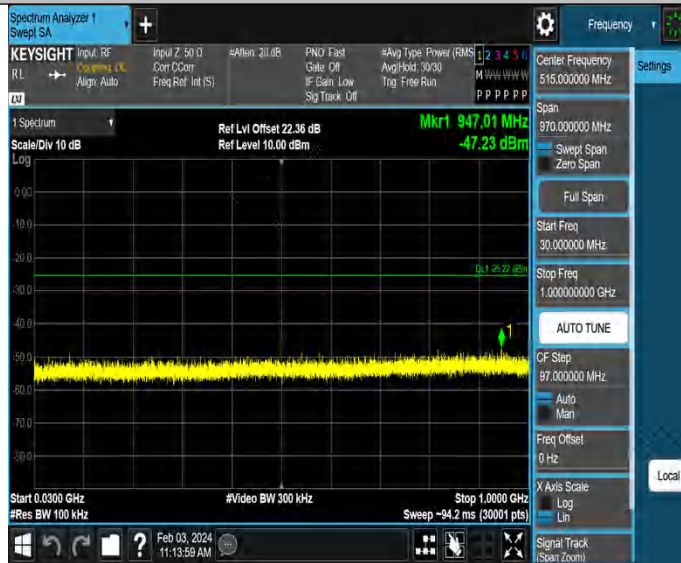 Spectrum Analyzer 1
Swept SA
Frequency
KEYSIGHT
Input: RF
Coupling: DC
Align: Auto
Input Z: 50 Ω
Corr CCorr
Freq Ref: Int (S)
#Atten: 20 dB
PNO: Fast
Gate: Off
IF Gain: Low
Sig Track: Off
#Avg Type: Power (RMS
Avg|Hold: 30/30
Trig: Free Run
1 2 3 4 5 6
M W W W W W
P P P P P P
RL
LXI
1 Spectrum
Scale/Div 10 dB
Log
Ref Lvl Offset 22.36 dB
Ref Level 10.00 dBm
Mkr1 947.01 MHz
-47.23 dBm
0.00
-10.0
-30.0
-40.0
-50.0
-60.0
-70.0
-80.0
DL1 -25.22 dBm
1
Start 0.0300 GHz
#Res BW 100 kHz
#Video BW 300 kHz
Stop 1.0000 GHz
Sweep ~94.2 ms (30001 pts)
Feb 03, 2024
11:13:59 AM
Center Frequency
515.000000 MHz
Span
970.000000 MHz
Swept Span
Zero Span
Full Span
Start Freq
30.000000 MHz
Stop Freq
1.000000000 GHz
AUTO TUNE
CF Step
97.000000 MHz
Auto
Man
Freq Offset
0 Hz
X Axis Scale
Log
Lin
Signal Track
(Span Zoom)
Settings
Local